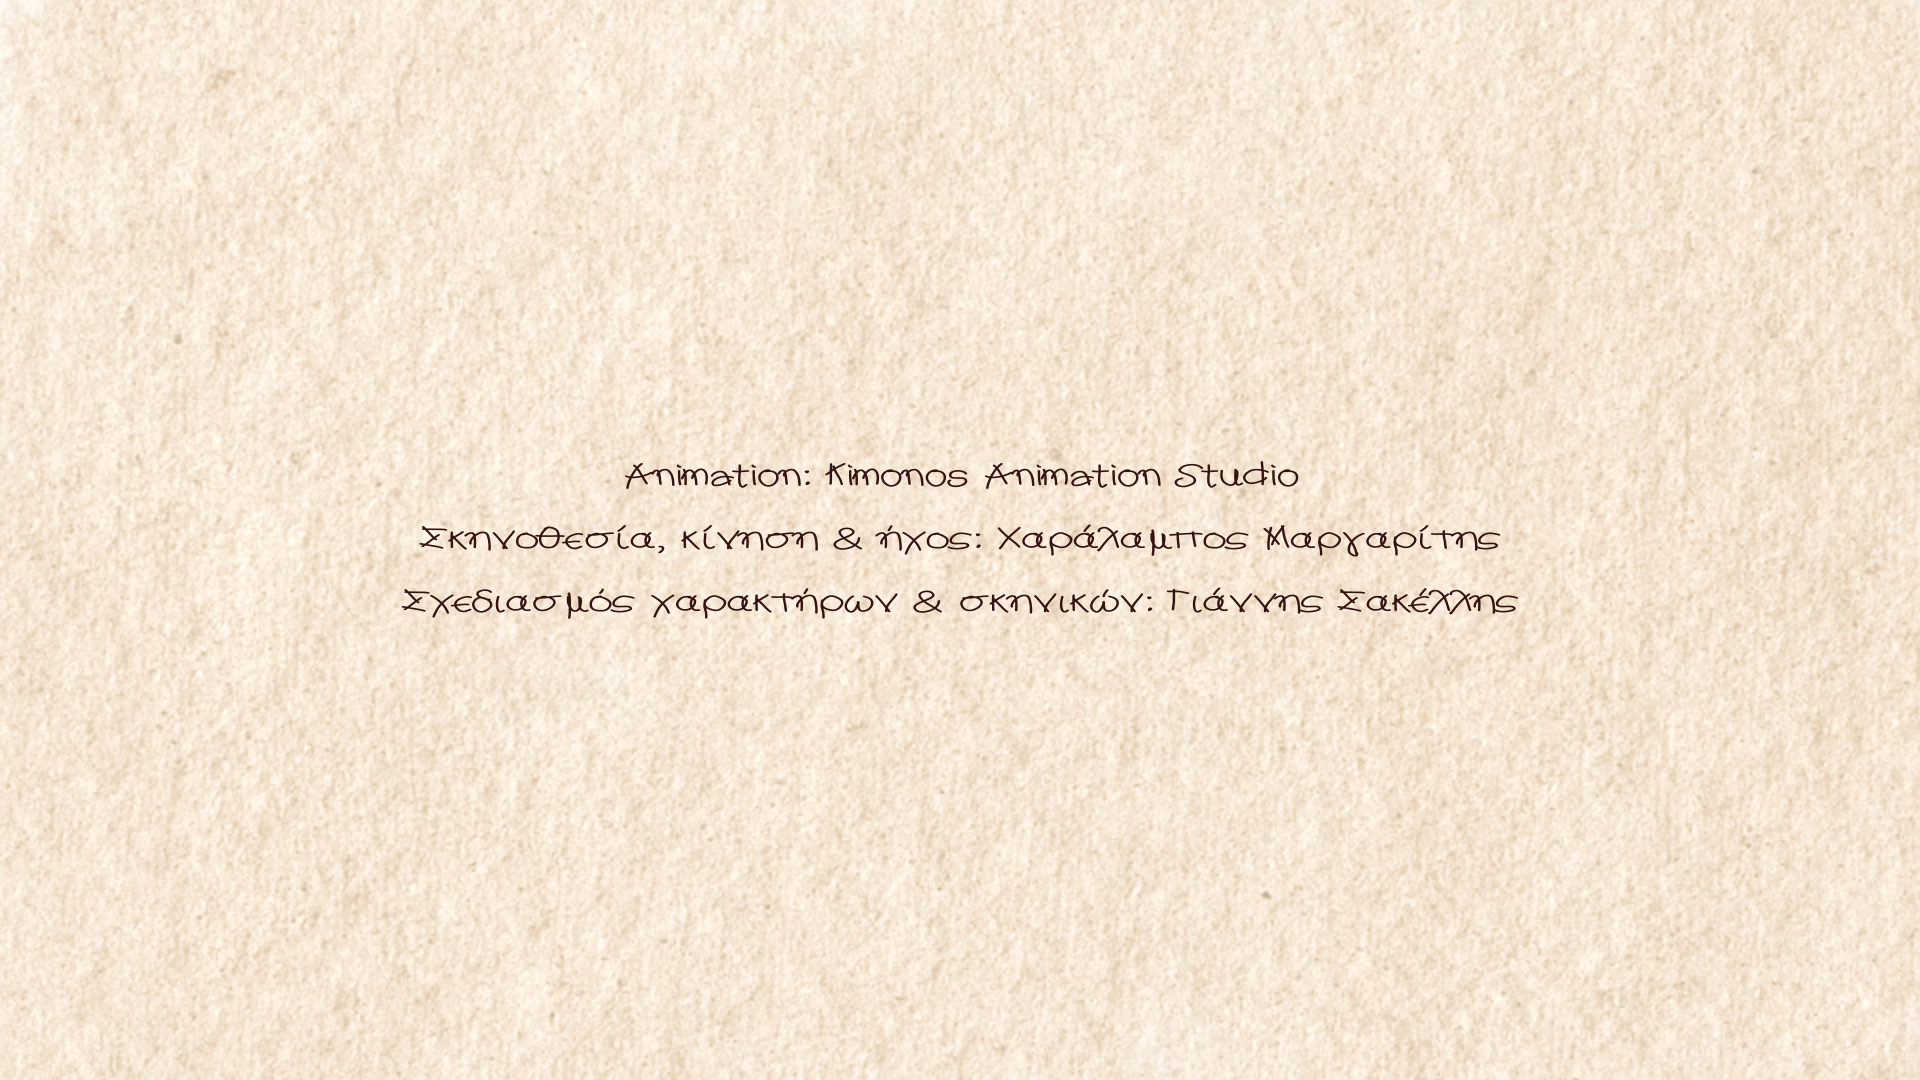 Animation: Kimonos Animation Studio
Σκηνοθεσία, κίνηση & ήχος: Χαράλαμπος Μαργαρίτης
Σχεδιασμός χαρακτήρων & σκηνικών: Γιάννης Σακέλλης